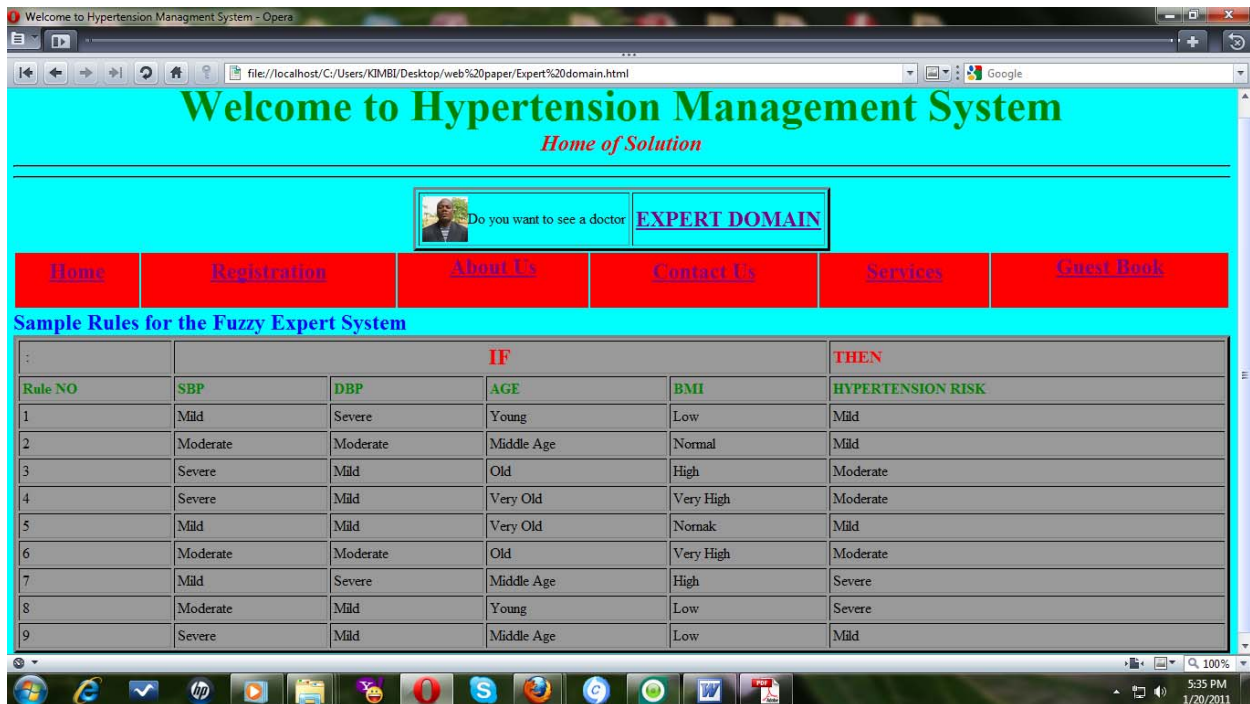 Welcome to Hypertension Managment System - Opera
file://localhost/C:/Users/KIMBI/Desktop/web%20paper/Expert%20domain.html
Google
Welcome to Hypertension Management System
Home of Solution
Do you want to see a doctor EXPERT DOMAIN
Home Registration About Us Contact Us Services Guest Book
Sample Rules for the Fuzzy Expert System
: IF THEN
Rule NO SBP DBP AGE BMI HYPERTENSION RISK
1 Mild Severe Young Low Mild
2 Moderate Moderate Middle Age Normal Mild
3 Severe Mild Old High Moderate
4 Severe Mild Very Old Very High Moderate
5 Mild Mild Very Old Nornak Mild
6 Moderate Moderate Old Very High Moderate
7 Mild Severe Middle Age High Severe
8 Moderate Mild Young Low Severe
9 Severe Mild Middle Age Low Mild
100%
5:35 PM
1/20/2011